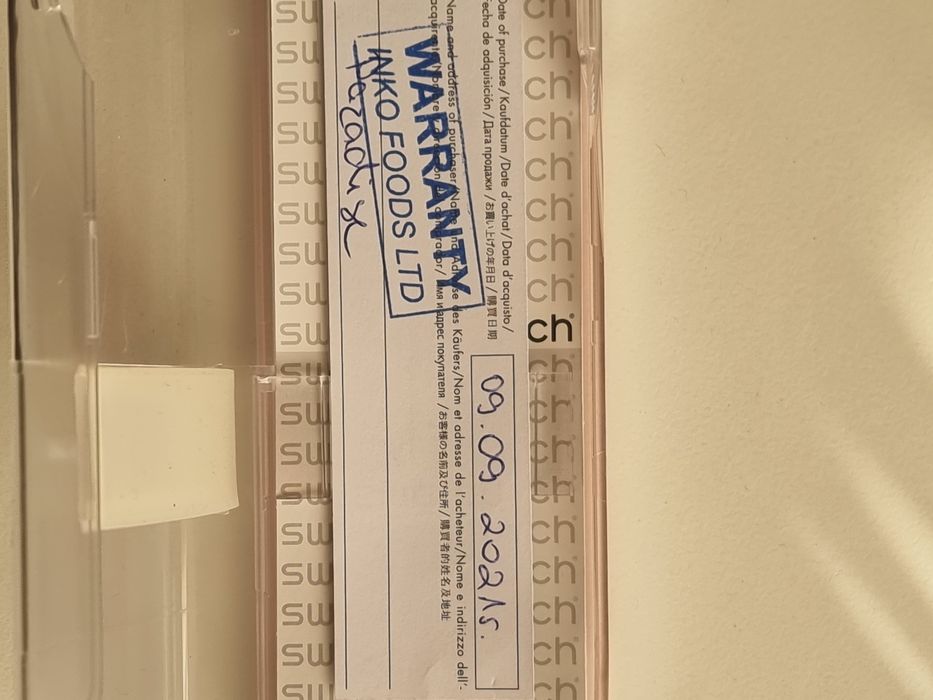 Date of purchase/Kaufdatum/Date d'achat/Data d'acquisto/
fecha de adquisición/Дата продажи/お買い上げの年月日/購買日期
09.09.2021г.
Name and address of purchaser/Name und Adresse des Käufers/Nom et adresse de l'acheteur/Nome e indirizzo dell'-
имя и адрес покупателя/お客様の名前及び住所/購買者的姓名及地址
WARRANTY
INKO FOODS LTD
Paradise
ch